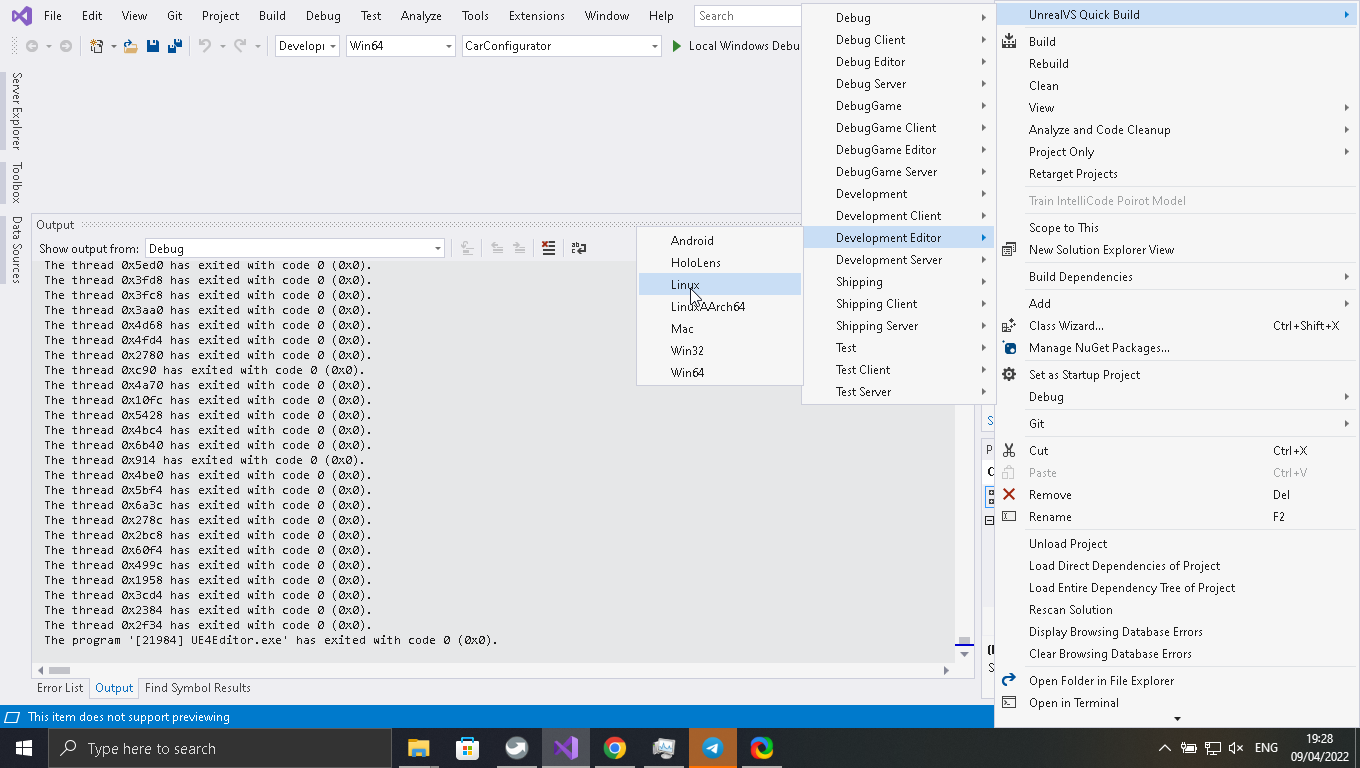 File Edit View Git Project Build Debug Test Analyze Tools Extensions Window Help Search
Develop Win64 CarConfigurator Local Windows Debu
Server Explorer
Toolbox
Data Sources
Output
Show output from: Debug
The thread 0x5ed0 has exited with code 0 (0x0).
The thread 0x3fd8 has exited with code 0 (0x0).
The thread 0x3fc8 has exited with code 0 (0x0).
The thread 0x3aa0 has exited with code 0 (0x0).
The thread 0x4d68 has exited with code 0 (0x0).
The thread 0x4fd4 has exited with code 0 (0x0).
The thread 0x2780 has exited with code 0 (0x0).
The thread 0xc90 has exited with code 0 (0x0).
The thread 0x4a70 has exited with code 0 (0x0).
The thread 0x10fc has exited with code 0 (0x0).
The thread 0x5428 has exited with code 0 (0x0).
The thread 0x4bc4 has exited with code 0 (0x0).
The thread 0x6b40 has exited with code 0 (0x0).
The thread 0x914 has exited with code 0 (0x0).
The thread 0x4be0 has exited with code 0 (0x0).
The thread 0x5bf4 has exited with code 0 (0x0).
The thread 0x6a3c has exited with code 0 (0x0).
The thread 0x278c has exited with code 0 (0x0).
The thread 0x2bc8 has exited with code 0 (0x0).
The thread 0x60f4 has exited with code 0 (0x0).
The thread 0x499c has exited with code 0 (0x0).
The thread 0x1958 has exited with code 0 (0x0).
The thread 0x3cd4 has exited with code 0 (0x0).
The thread 0x2384 has exited with code 0 (0x0).
The thread 0x2f34 has exited with code 0 (0x0).
The program '[21984] UE4Editor.exe' has exited with code 0 (0x0).
Error List Output Find Symbol Results
This item does not support previewing
Android
HoloLens
Linux
LinuxAArch64
Mac
Win32
Win64
Debug
Debug Client
Debug Editor
Debug Server
DebugGame
DebugGame Client
DebugGame Editor
DebugGame Server
Development
Development Client
Development Editor
Development Server
Shipping
Shipping Client
Shipping Server
Test
Test Client
Test Server
UnrealVS Quick Build
Build
Rebuild
Clean
View
Analyze and Code Cleanup
Project Only
Retarget Projects
Train IntelliCode Poirot Model
Scope to This
New Solution Explorer View
Build Dependencies
Add
Class Wizard... Ctrl+Shift+X
Manage NuGet Packages...
Set as Startup Project
Debug
Git
Cut Ctrl+X
Paste Ctrl+V
Remove Del
Rename F2
Unload Project
Load Direct Dependencies of Project
Load Entire Dependency Tree of Project
Rescan Solution
Display Browsing Database Errors
Clear Browsing Database Errors
Open Folder in File Explorer
Open in Terminal
Type here to search
ENG
19:28
09/04/2022